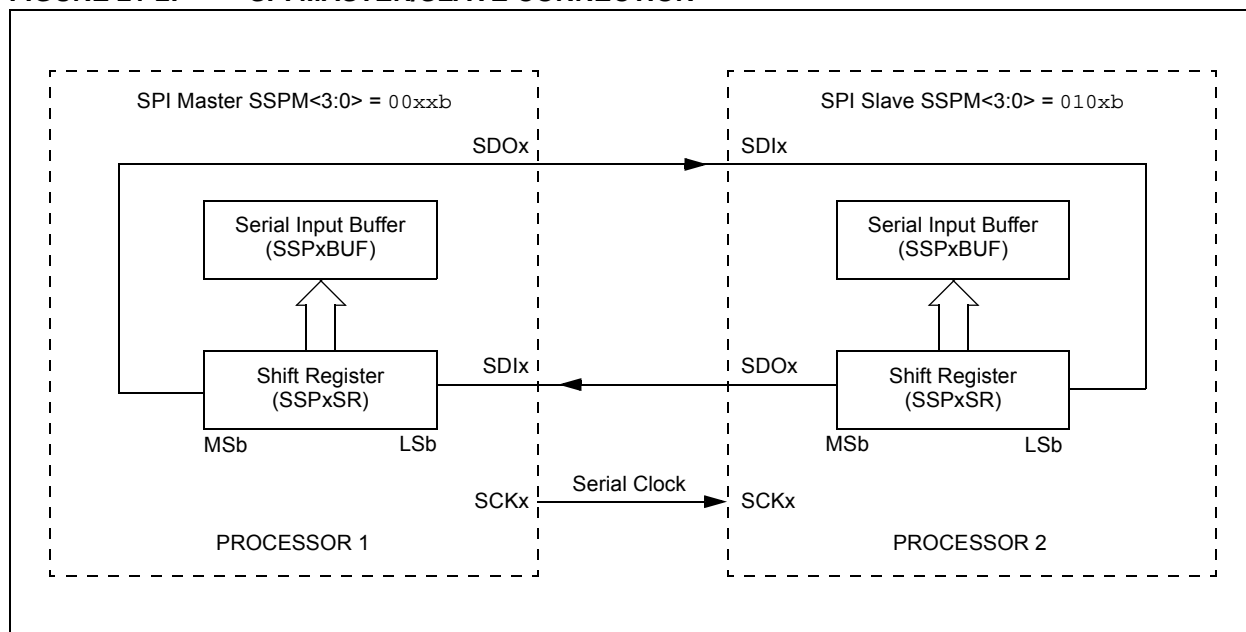 SPI Master SSPM<3:0> = 00xxb
SDOx
Serial Input Buffer
(SSPxBUF)
SDIx
Shift Register
(SSPxSR)
MSb
LSb
SCKx
PROCESSOR 1
Serial Clock
SPI Slave SSPM<3:0> = 010xb
SDIx
Serial Input Buffer
(SSPxBUF)
SDOx
Shift Register
(SSPxSR)
MSb
LSb
SCKx
PROCESSOR 2